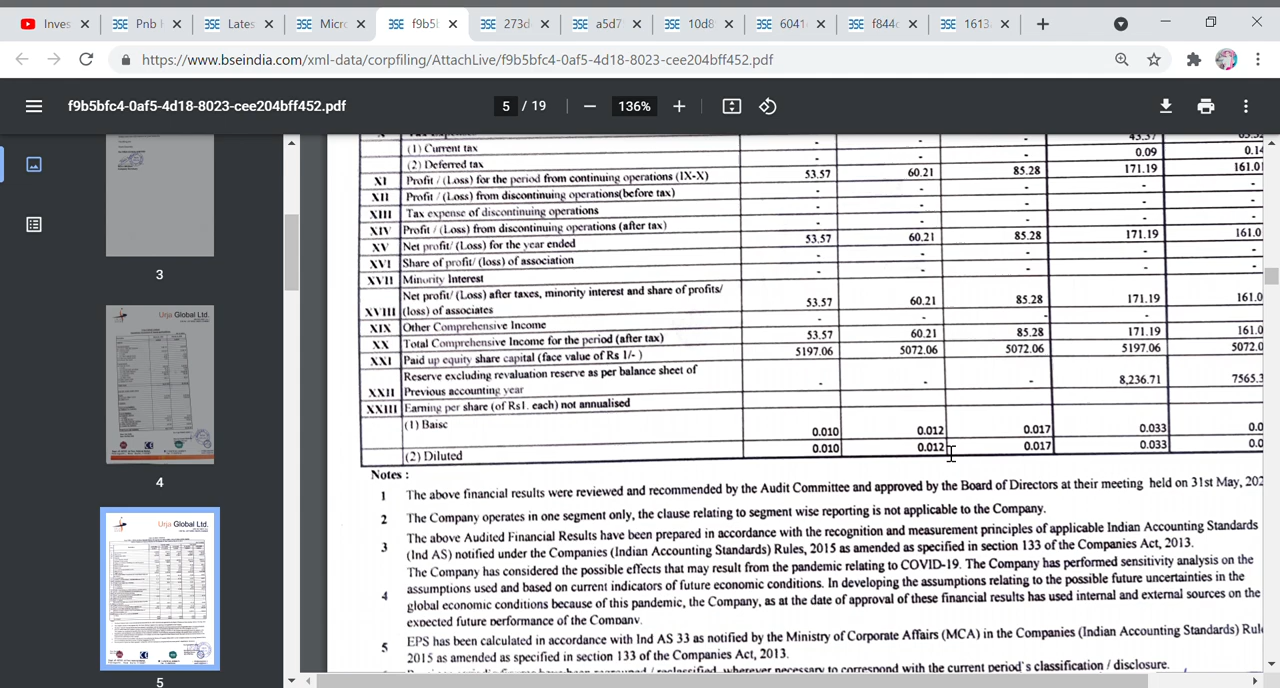 Inves
Pnb
Lates
Micro
f9b5b
273d
a5d7
10d8
6041
f844
1613
https://www.bseindia.com/xml-data/corpfiling/AttachLive/f9b5bfc4-0af5-4d18-8023-cee204bff452.pdf
f9b5bfc4-0af5-4d18-8023-cee204bff452.pdf
5 / 19
136%
3
Urja Global Ltd.
4
Urja Global Ltd.
5
(1) Current tax - - - 43.57
(2) Deferred tax - - - 0.09 0.14
XI Profit / (Loss) for the period from continuing operations (IX-X) 53.57 60.21 85.28 171.19 161.01
XII Profit / (Loss) from discontinuing operations(before tax) - - - - -
XIII Tax expense of discontinuing operations - - - - -
XIV Profit / (Loss) from discontinuing operations (after tax) - - - - -
XV Net profit/ (Loss) for the year ended 53.57 60.21 85.28 171.19 161.0
XVI Share of profit/ (loss) of association - - - - -
XVII Minority Interest - - - - -
Net profit/ (Loss) after taxes, minority interest and share of profits/
XVIII (loss) of associates 53.57 60.21 85.28 171.19 161.0
XIX Other Comprehensive Income - - - - -
XX Total Comprehensive Income for the period (after tax) 53.57 60.21 85.28 171.19 161.0
XXI Paid up equity share capital (face value of Rs 1/- ) 5197.06 5072.06 5072.06 5197.06 5072.0
Reserve excluding revaluation reserve as per balance sheet of
XXII Previous accounting year - - - 8,236.71 7565.3
XXIII Earning per share (of Rs1. each) not annualised
(1) Baisc 0.010 0.012 0.017 0.033 0.0
(2) Diluted 0.010 0.012 0.017 0.033 0.0
Notes :
1 The above financial results were reviewed and recommended by the Audit Committee and approved by the Board of Directors at their meeting held on 31st May, 202
2 The Company operates in one segment only, the clause relating to segment wise reporting is not applicable to the Company.
3 The above Audited Financial Results have been prepared in accordance with the recognition and measurement principles of applicable Indian Accounting Standards
(Ind AS) notified under the Companies (Indian Accounting Standards) Rules, 2015 as amended as specified in section 133 of the Companies Act, 2013.
The Company has considered the possible effects that may result from the pandemic relating to COVID-19. The Company has performed sensitivity analysis on the
4 assumptions used and based on current indicators of future economic conditions. In developing the assumptions relating to the possible future uncertainties in the
global economic conditions because of this pandemic, the Company, as at the date of approval of these financial results has used internal and external sources on the
expected future performance of the Company.
5 EPS has been calculated in accordance with Ind AS 33 as notified by the Ministry of Corporate Affairs (MCA) in the Companies (Indian Accounting Standards) Rule
2015 as amended as specified in section 133 of the Companies Act, 2013.
wherever necessary to correspond with the current period's classification / disclosure.